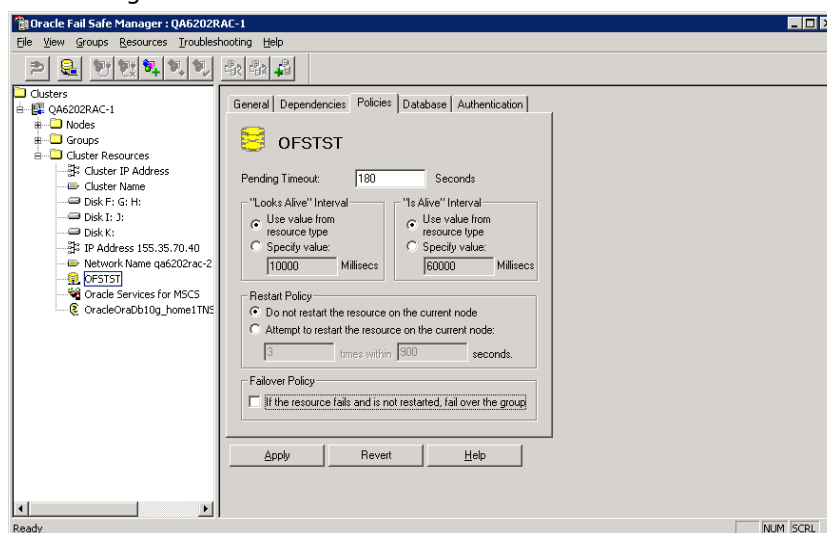 Oracle Fail Safe Manager : QA6202RAC-1
File View Groups Resources Troubleshooting Help
Clusters
QA6202RAC-1
Nodes
Groups
Cluster Resources
Cluster IP Address
Cluster Name
Disk F: G: H:
Disk I: J:
Disk K:
IP Address 155.35.70.40
Network Name qa6202rac-2
OFSTST
Oracle Services for MSCS
OracleOraDb10g_home1TNS
General Dependencies Policies Database Authentication
OFSTST
Pending Timeout: 180 Seconds
"Looks Alive" Interval
Use value from
resource type
Specify value:
10000 Millisecs
"Is Alive" Interval
Use value from
resource type
Specify value:
60000 Millisecs
Restart Policy
Do not restart the resource on the current node
Attempt to restart the resource on the current node:
3 times within 900 seconds.
Failover Policy
If the resource fails and is not restarted, fail over the group
Apply Revert Help
Ready NUM SCRL